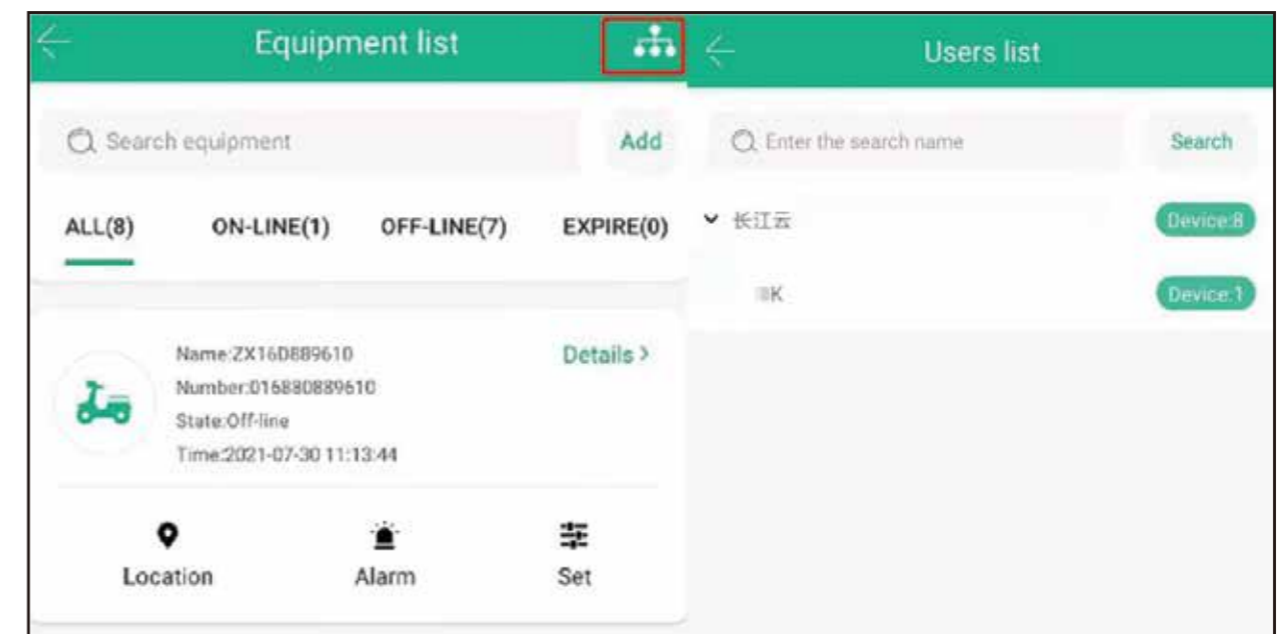 Equipment list
Search equipment
Add
ALL(8) ON-LINE(1) OFF-LINE(7) EXPIRE(0)
Name:ZX16D889610
Details >
Number:016880889610
State:Off-line
Time:2021-07-30 11:13:44
Location Alarm Set
Users list
Enter the search name
Search
长江云
Device:8
K
Device:1